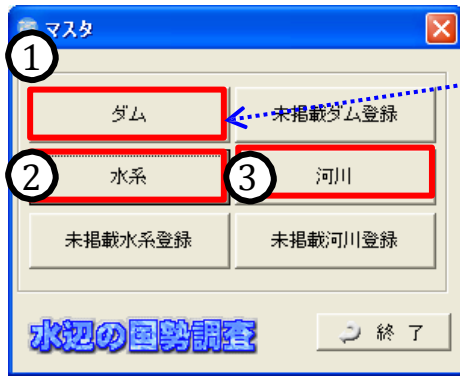 マスタ
①
ダム
未掲載ダム登録
②
水系
③
河川
未掲載水系登録
未掲載河川登録
水辺の国勢調査
終了